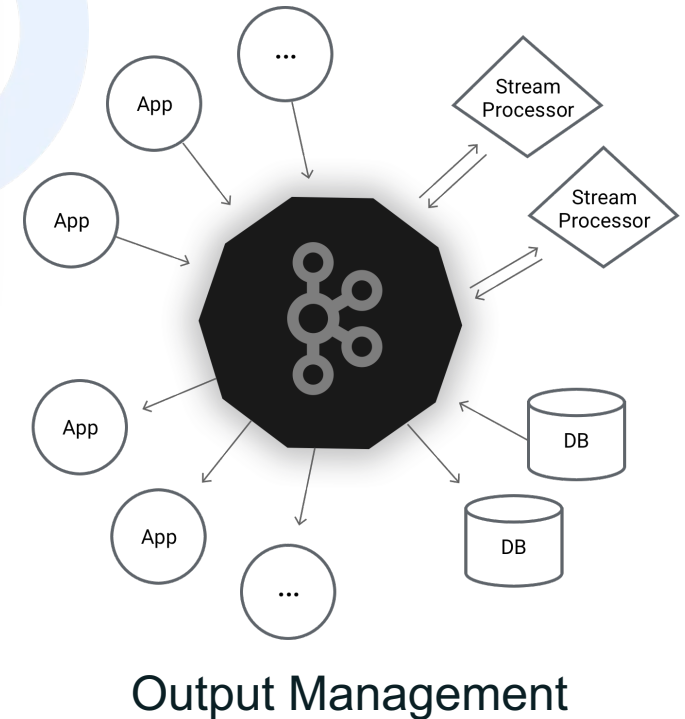 ...
App
App
Stream
Processor
Stream
Processor
App
App
...
DB
DB
Output Management